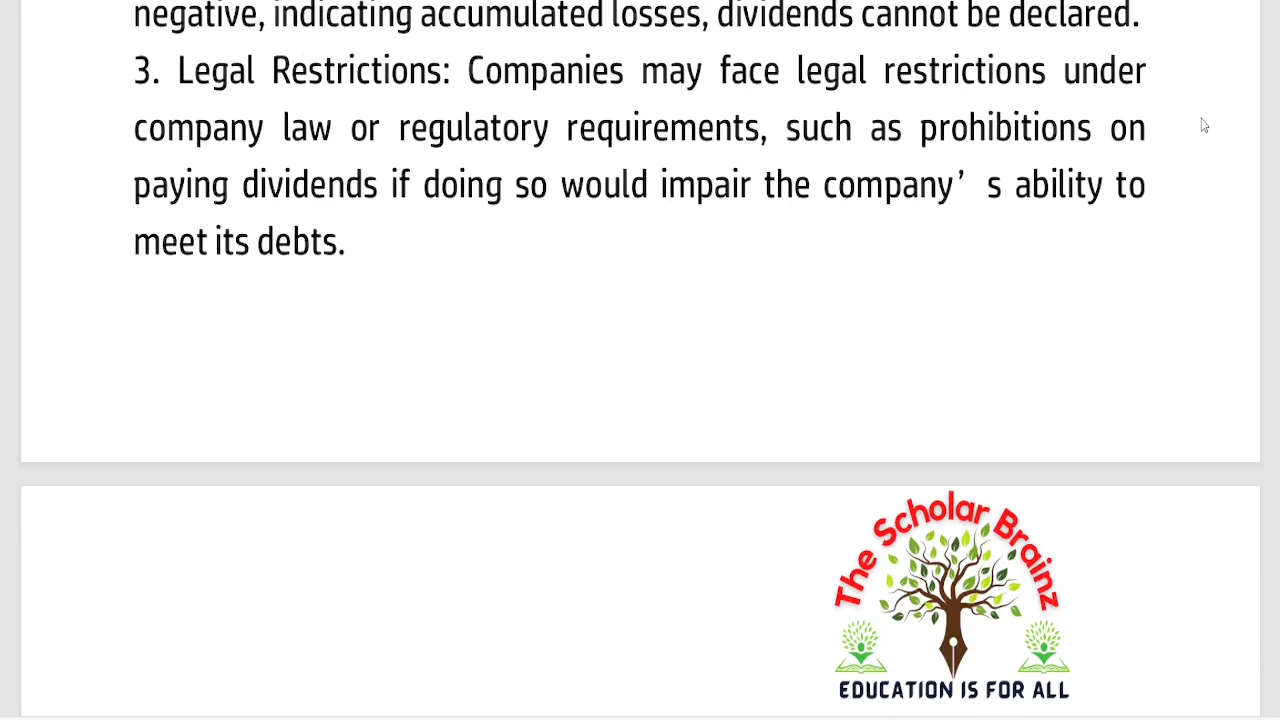 negative, indicating accumulated losses, dividends cannot be declared.
3. Legal Restrictions: Companies may face legal restrictions under
company law or regulatory requirements, such as prohibitions on
paying dividends if doing so would impair the company’ s ability to
meet its debts.
The Scholar Brainz
EDUCATION IS FOR ALL